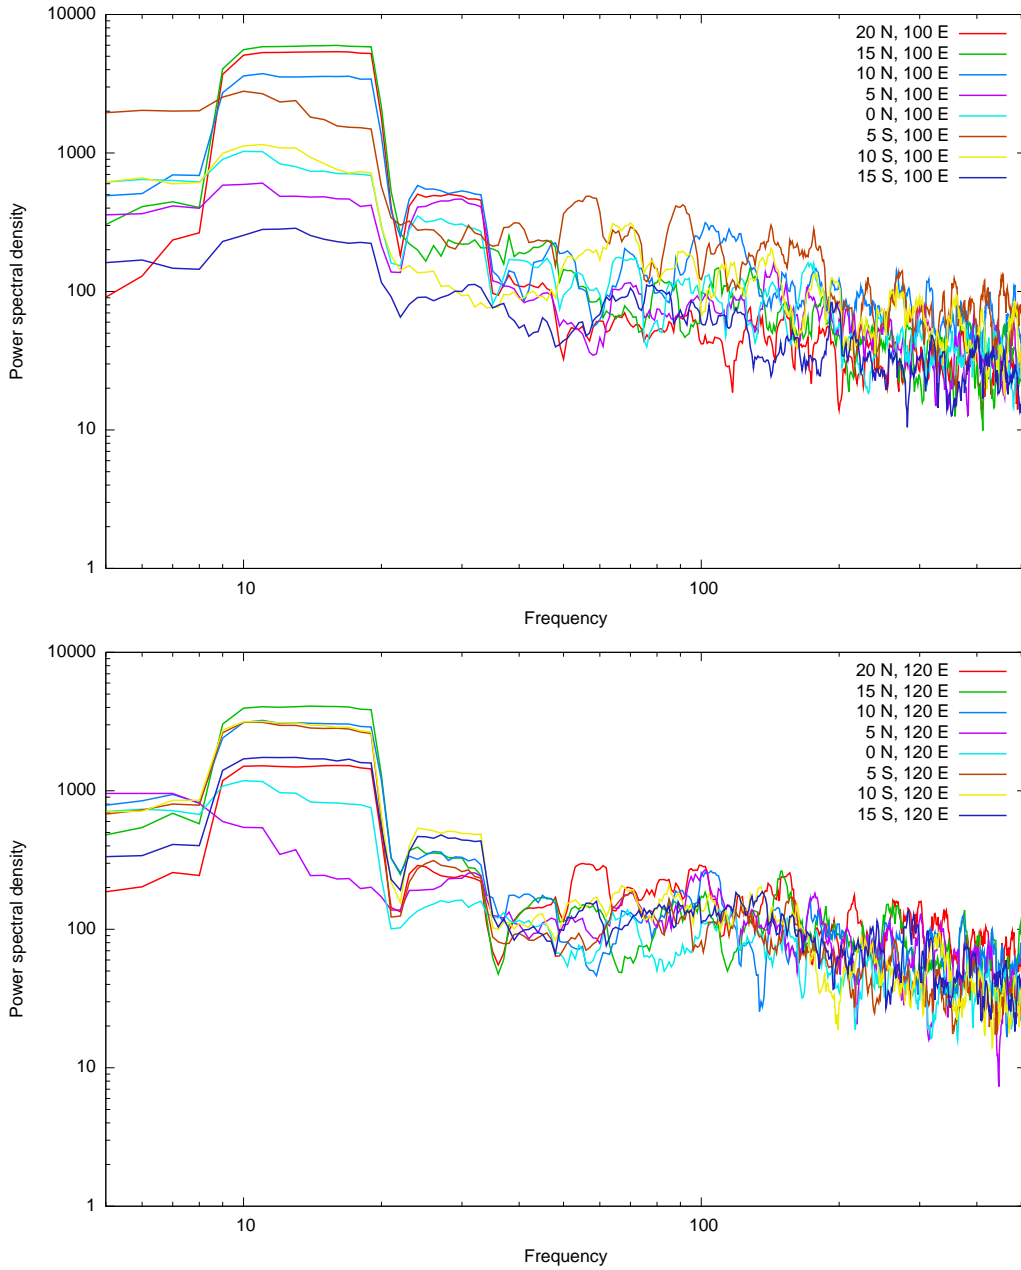 10000
1000
100
10
1
Power spectral density
20 N, 100 E
15 N, 100 E
10 N, 100 E
5 N, 100 E
0 N, 100 E
5 S, 100 E
10 S, 100 E
15 S, 100 E
10
100
Frequency
10000
1000
100
10
1
Power spectral density
20 N, 120 E
15 N, 120 E
10 N, 120 E
5 N, 120 E
0 N, 120 E
5 S, 120 E
10 S, 120 E
15 S, 120 E
10
100
Frequency